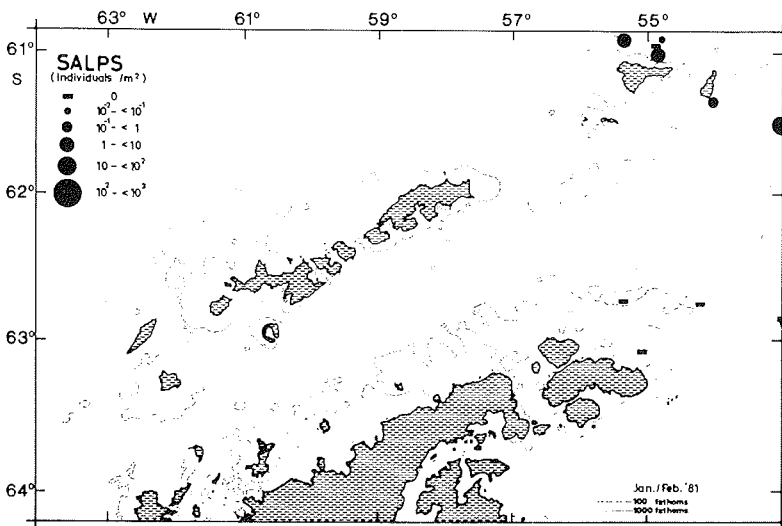 63° W 61° 59° 57° 55°
61°
S
SALPS
(Individuals /m²)
0
10⁻² - <10⁻¹
10⁻¹ - < 1
1 - <10
10 - <10²
10² - <10³
62°
63°
64°
Jan./Feb. '81
100 fathoms
1000 fathoms